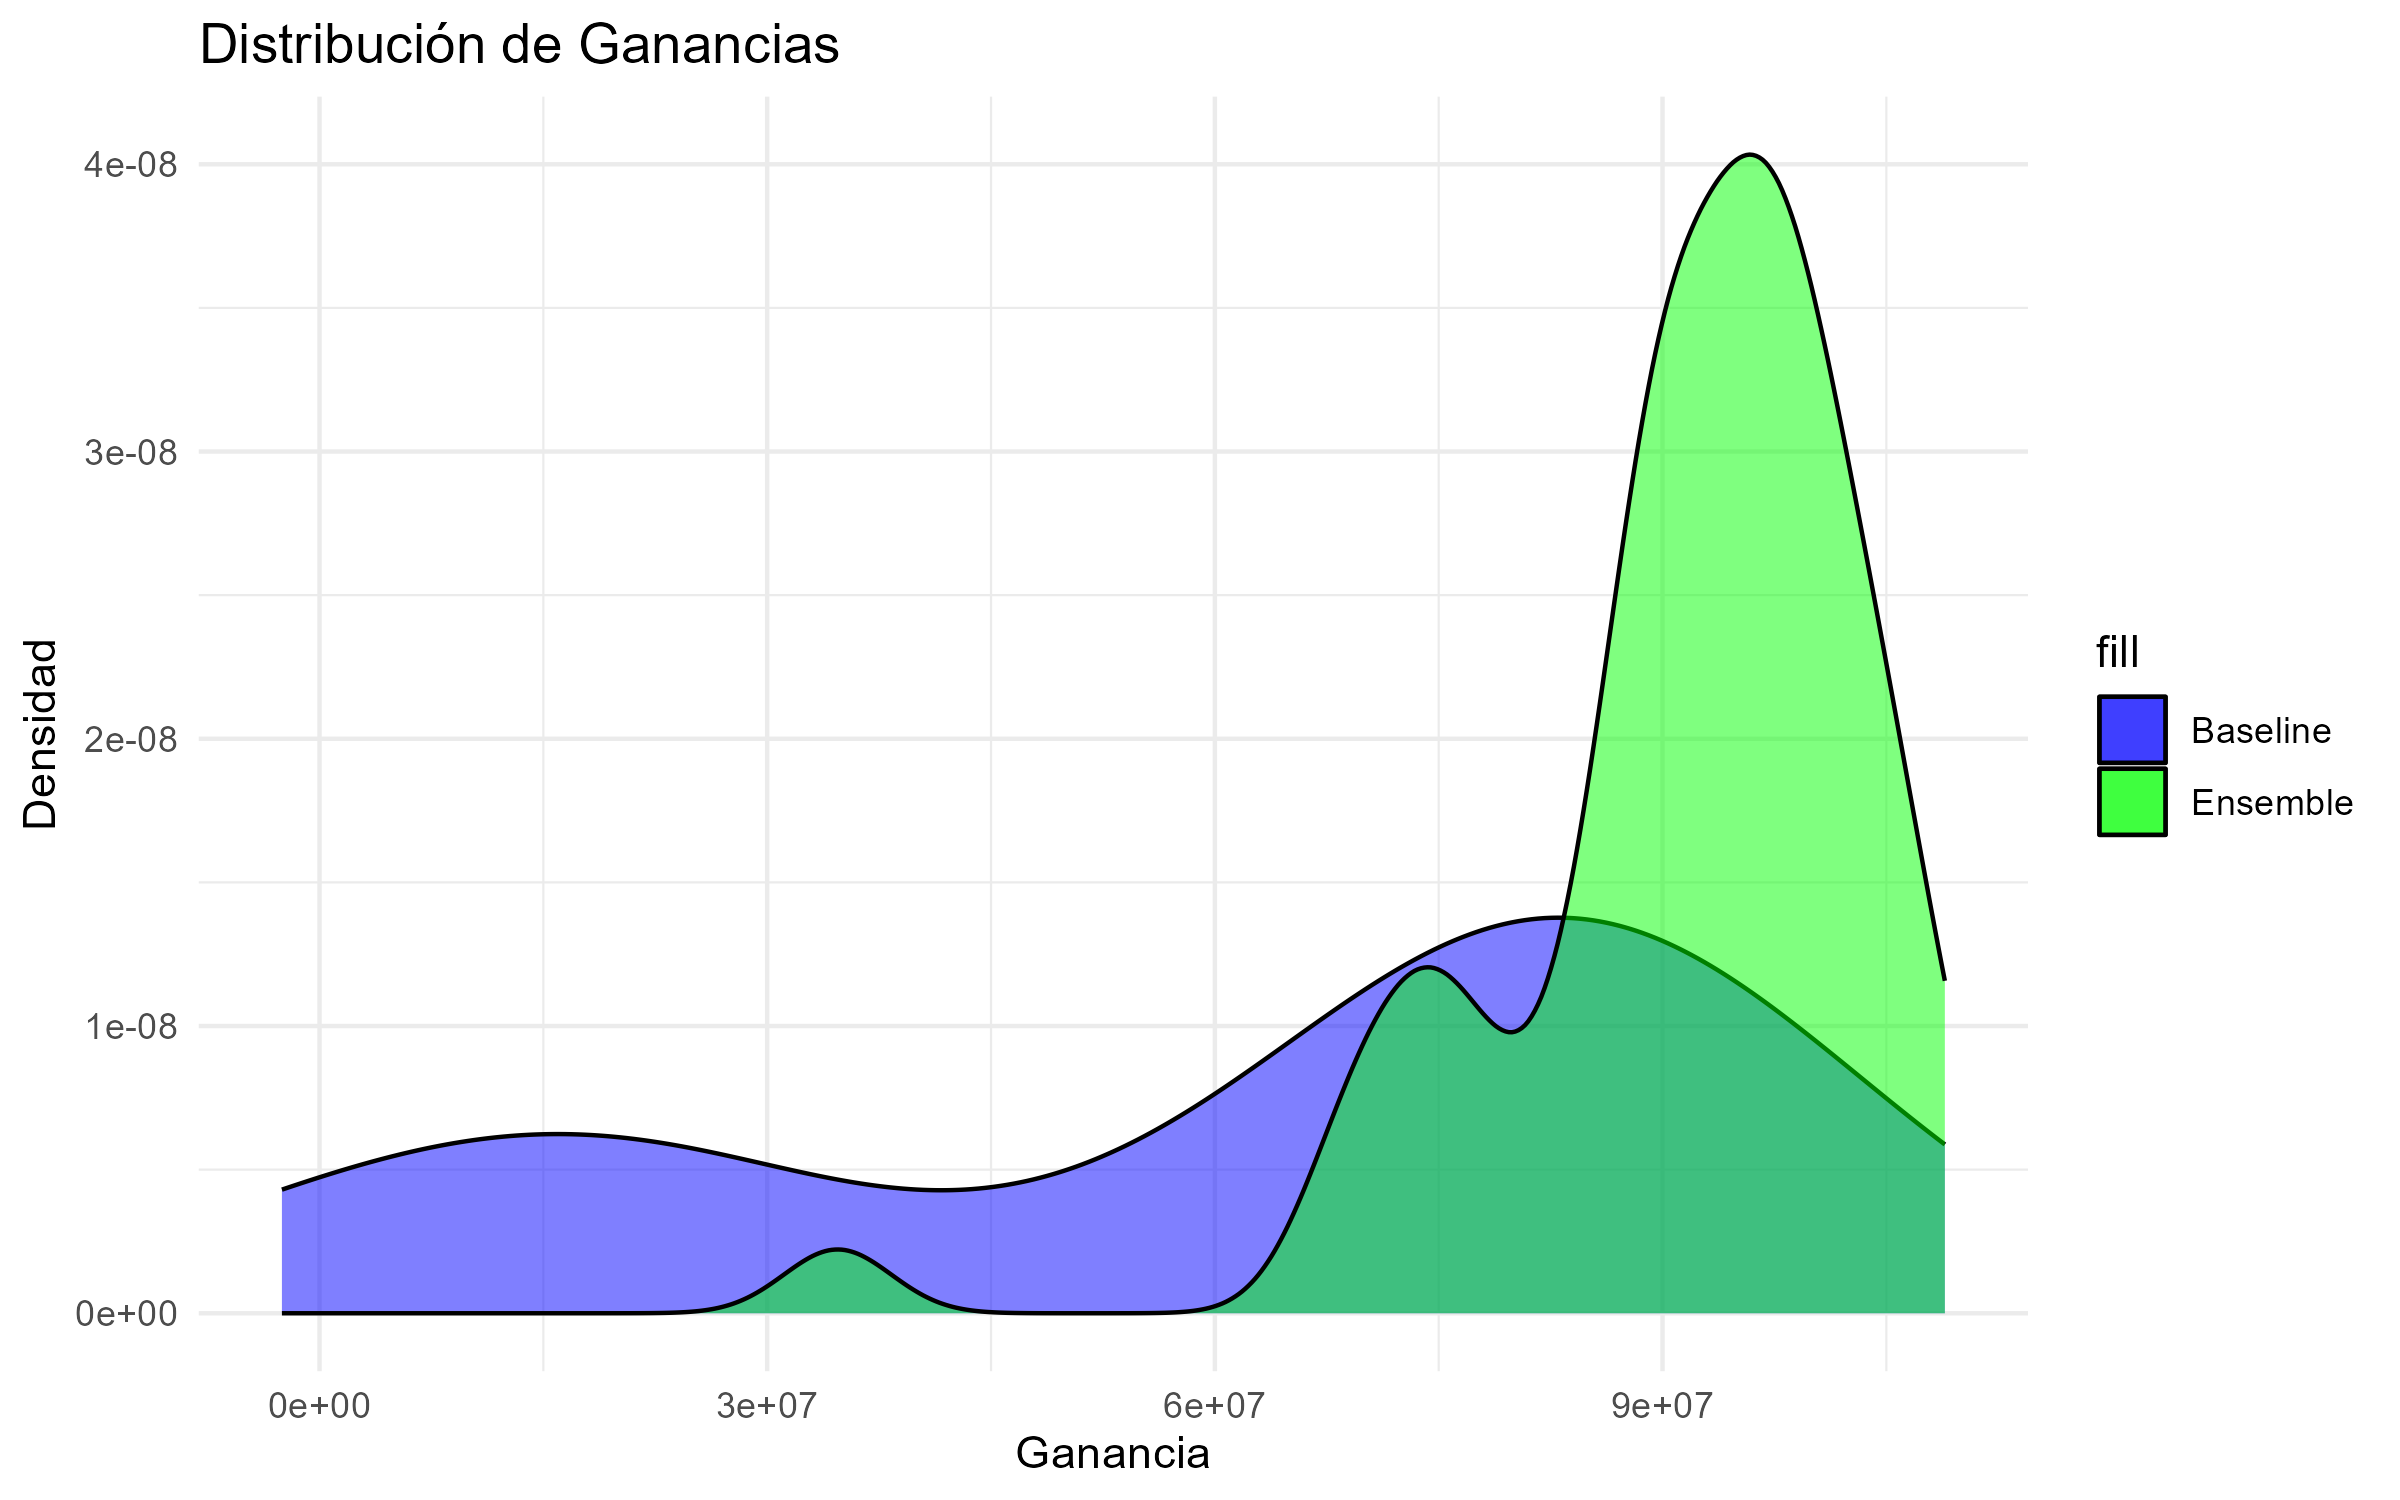 Distribución de Ganancias
4e-08
3e-08
2e-08
1e-08
0e+00
Densidad
0e+00
3e+07
6e+07
9e+07
Ganancia
fill
Baseline
Ensemble